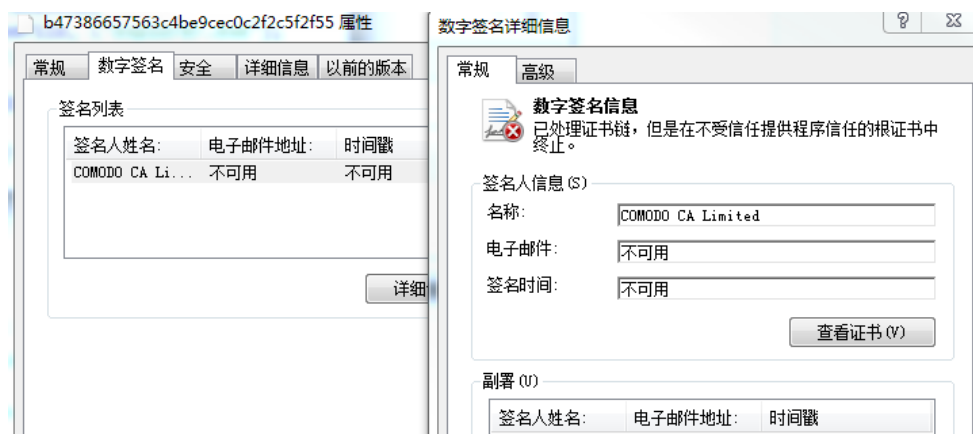 b47386657563c4be9cec0c2f2c5f2f55 属性
常规 数字签名 安全 详细信息 以前的版本
签名列表
签名人姓名: 电子邮件地址: 时间戳
COMODO CA Li... 不可用 不可用
详细
数字签名详细信息
常规 高级
数字签名信息
已处理证书链，但是在不受信任提供程序信任的根证书中
终止。
签名人信息(S)
名称: COMODO CA Limited
电子邮件: 不可用
签名时间: 不可用
查看证书(V)
副署(U)
签名人姓名: 电子邮件地址: 时间戳